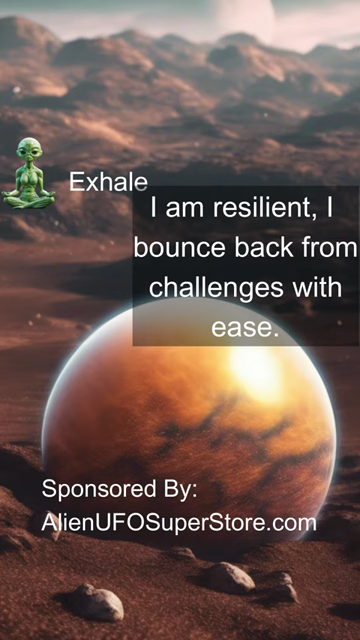 Exhale
I am resilient, I
bounce back from
challenges with
ease.
Sponsored By:
AlienUFOSuperStore.com